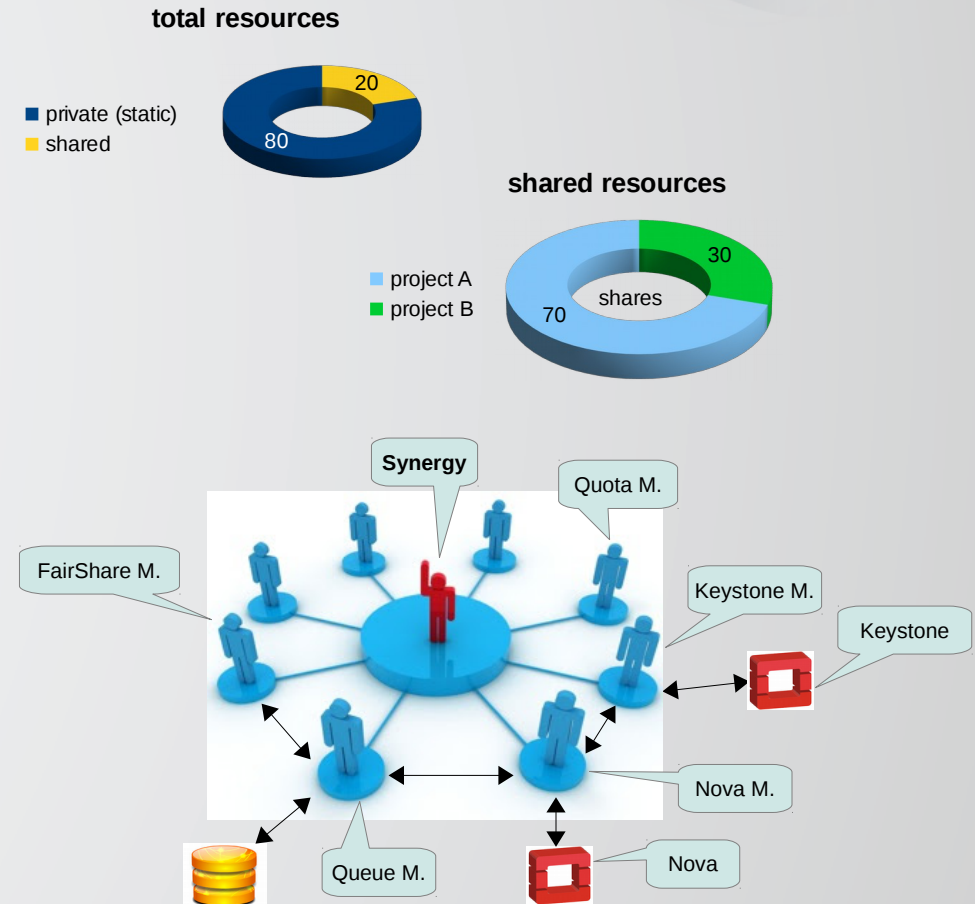 total resources
private (static)
shared
20
80
shared resources
project A
project B
30
shares
70
Synergy
Quota M.
FairShare M.
Keystone M.
Keystone
Nova M.
Queue M.
Nova